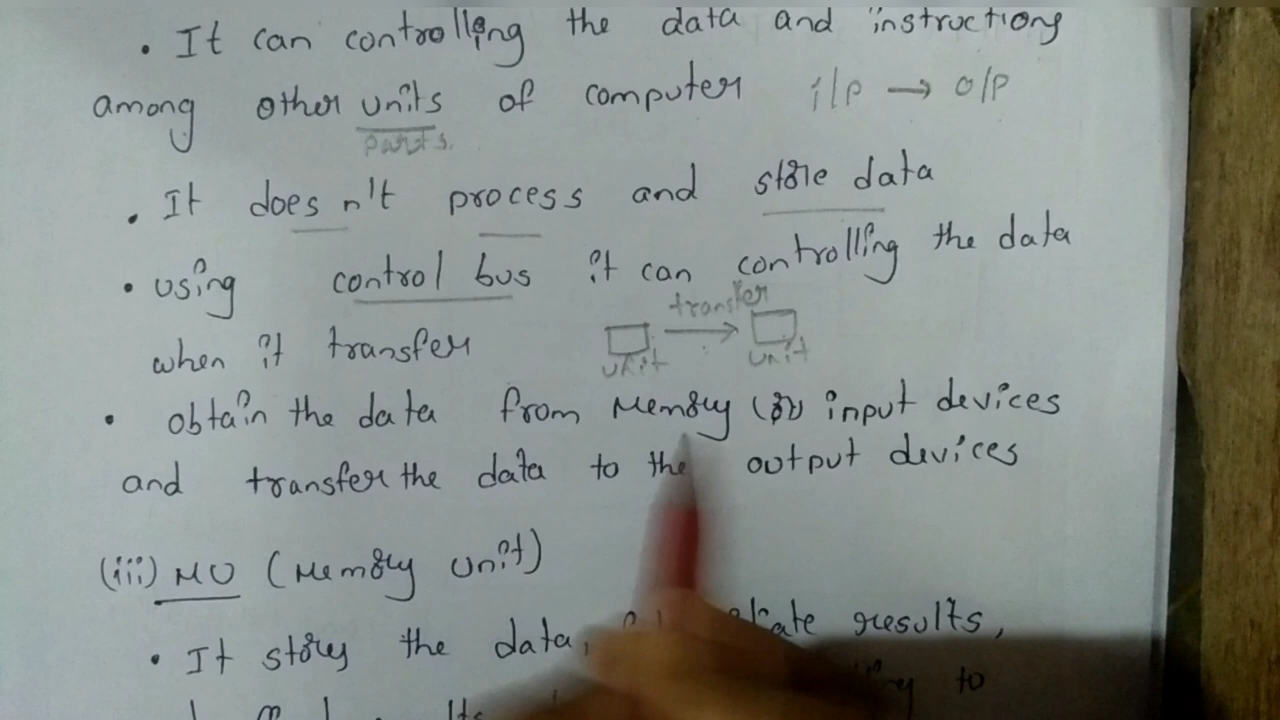 • It can controlling the data and instructions
among other units of computer i/p → o/p
parts.
• It does n't process and store data
• using control bus it can controlling the data
transfer
when it transfer
unit unit
• obtain the data from Memory (or) input devices
and transfer the data to the output devices
(iii) MU (Memory Unit)
• It stores the data, results,
to